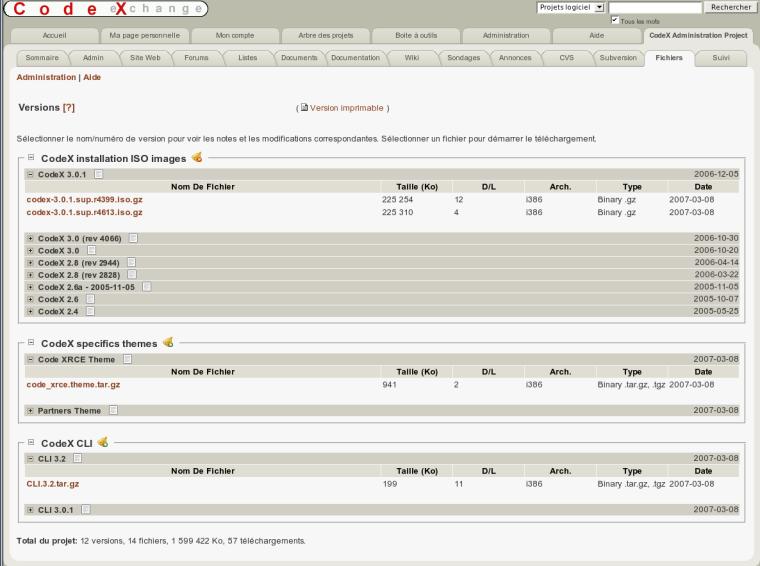 CodeXchange
Projets logiciel Rechercher
Tous les mots
Accueil Ma page personnelle Mon compte Arbre des projets Boite à outils Administration Aide CodeX Administration Project
Sommaire Admin Site Web Forums Listes Documents Documentation Wiki Sondages Annonces CVS Subversion Fichiers Suivi
Administration | Aide
Versions [?] ( Version imprimable )
Sélectionner le nom/numéro de version pour voir les notes et les modifications correspondantes. Sélectionner un fichier pour démarrer le téléchargement.
CodeX installation ISO images
CodeX 3.0.1 2006-12-05
Nom De Fichier Taille (Ko) D/L Arch. Type Date
codex-3.0.1.sup.r4399.iso.gz 225 254 12 i386 Binary .gz 2007-03-08
codex-3.0.1.sup.r4613.iso.gz 225 310 4 i386 Binary .gz 2007-03-08
CodeX 3.0 (rev 4066) 2006-10-30
CodeX 3.0 2006-10-20
CodeX 2.8 (rev 2944) 2006-04-14
CodeX 2.8 (rev 2828) 2006-03-22
CodeX 2.6a - 2005-11-05 2005-11-05
CodeX 2.6 2005-10-07
CodeX 2.4 2005-05-25
CodeX specifics themes
Code XRCE Theme 2007-03-08
Nom De Fichier Taille (Ko) D/L Arch. Type Date
code_xrce.theme.tar.gz 941 2 i386 Binary .tar.gz, .tgz 2007-03-08
Partners Theme 2007-03-08
CodeX CLI
CLI 3.2 2007-03-08
Nom De Fichier Taille (Ko) D/L Arch. Type Date
CLI.3.2.tar.gz 199 11 i386 Binary .tar.gz, .tgz 2007-03-08
CLI 3.0.1 2007-03-08
Total du projet: 12 versions, 14 fichiers, 1 599 422 Ko, 57 téléchargements.